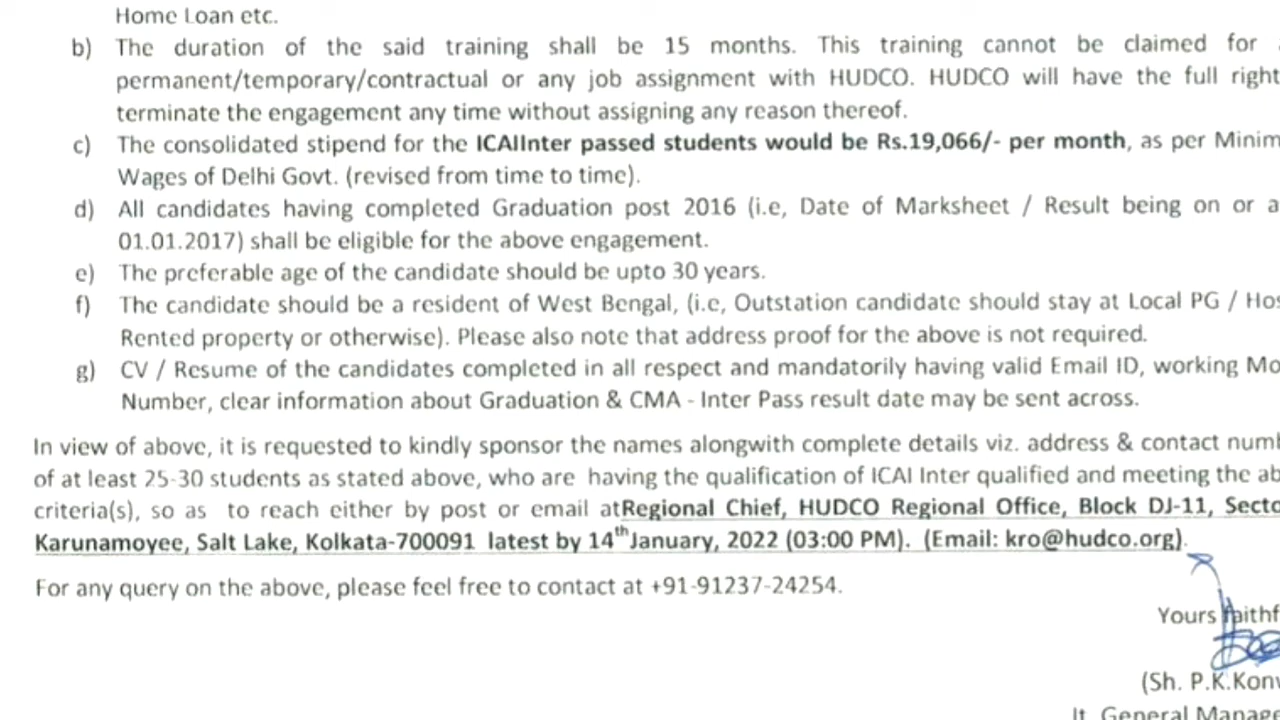 Home Loan etc.
b) The duration of the said training shall be 15 months. This training cannot be claimed for
permanent/temporary/contractual or any job assignment with HUDCO. HUDCO will have the full right
terminate the engagement any time without assigning any reason thereof.
c) The consolidated stipend for the ICAIInter passed students would be Rs.19,066/- per month, as per Minim
Wages of Delhi Govt. (revised from time to time).
d) All candidates having completed Graduation post 2016 (i.e, Date of Marksheet / Result being on or a
01.01.2017) shall be eligible for the above engagement.
e) The preferable age of the candidate should be upto 30 years.
f) The candidate should be a resident of West Bengal, (i.e, Outstation candidate should stay at Local PG / Hos
Rented property or otherwise). Please also note that address proof for the above is not required.
g) CV / Resume of the candidates completed in all respect and mandatorily having valid Email ID, working Mo
Number, clear information about Graduation & CMA - Inter Pass result date may be sent across.
In view of above, it is requested to kindly sponsor the names alongwith complete details viz. address & contact numb
of at least 25-30 students as stated above, who are having the qualification of ICAI Inter qualified and meeting the ab
criteria(s), so as to reach either by post or email atRegional Chief, HUDCO Regional Office, Block DJ-11, Secto
Karunamoyee, Salt Lake, Kolkata-700091 latest by 14thJanuary, 2022 (03:00 PM). (Email: kro@hudco.org).
For any query on the above, please feel free to contact at +91-91237-24254.
Yours faithf
(Sh. P.K.Konw
Jt. General Manage